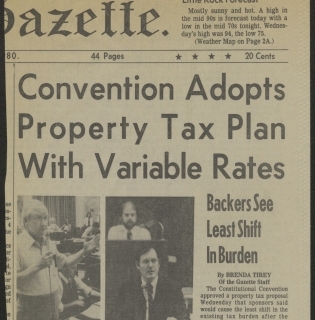 Little Rock Forecast
Mostly sunny and hot. A high in
the mid 90s is forecast today with a
low in the mid 70s tonight. Wednes-
day's high was 94, the low 75.
(Weather Map on Page 2A.)
Gazette.
80.
44 Pages
★ ★ ★ ★
20 Cents
Convention Adopts
Property Tax Plan
With Variable Rates
Backers See
Least Shift
In Burden
By BRENDA TIREY
Of the Gazette Staff
The Constitutional Convention
approved a property tax proposal
Wednesday that sponsors said
would cause the least shift in the
existing tax burden after the